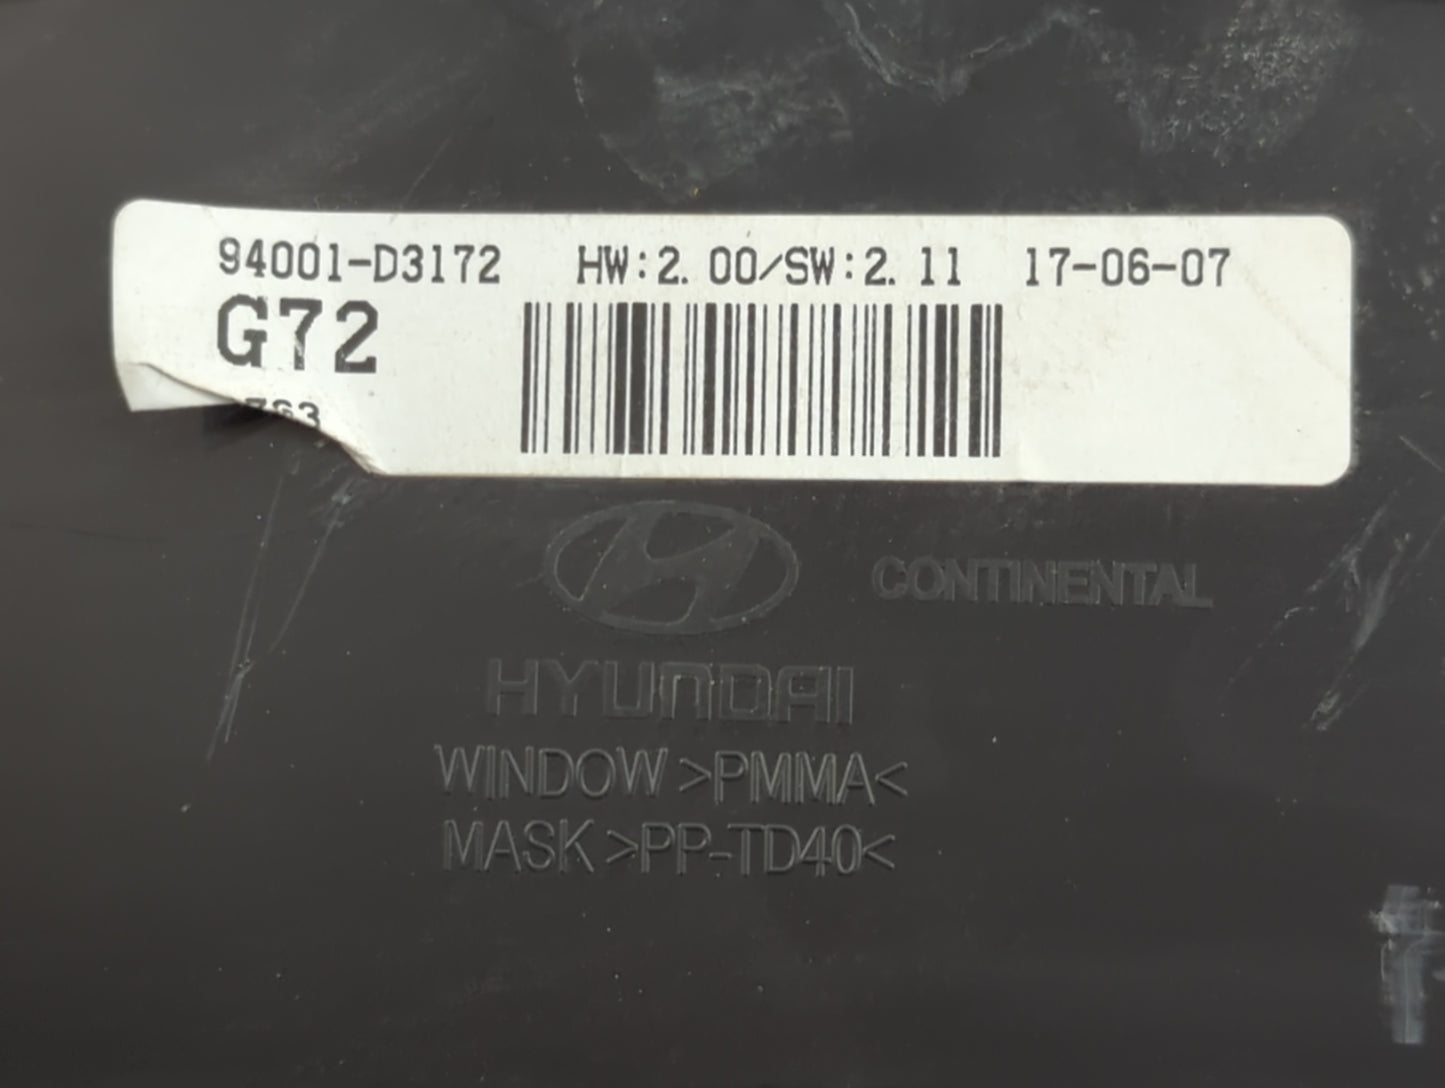 94001-D3172 HW:2.00/SW:2.11 17-06-07
G72
CONTINENTAL
HYUNDAI
WINDOW >PMMA<
MASK >PP-TD40<